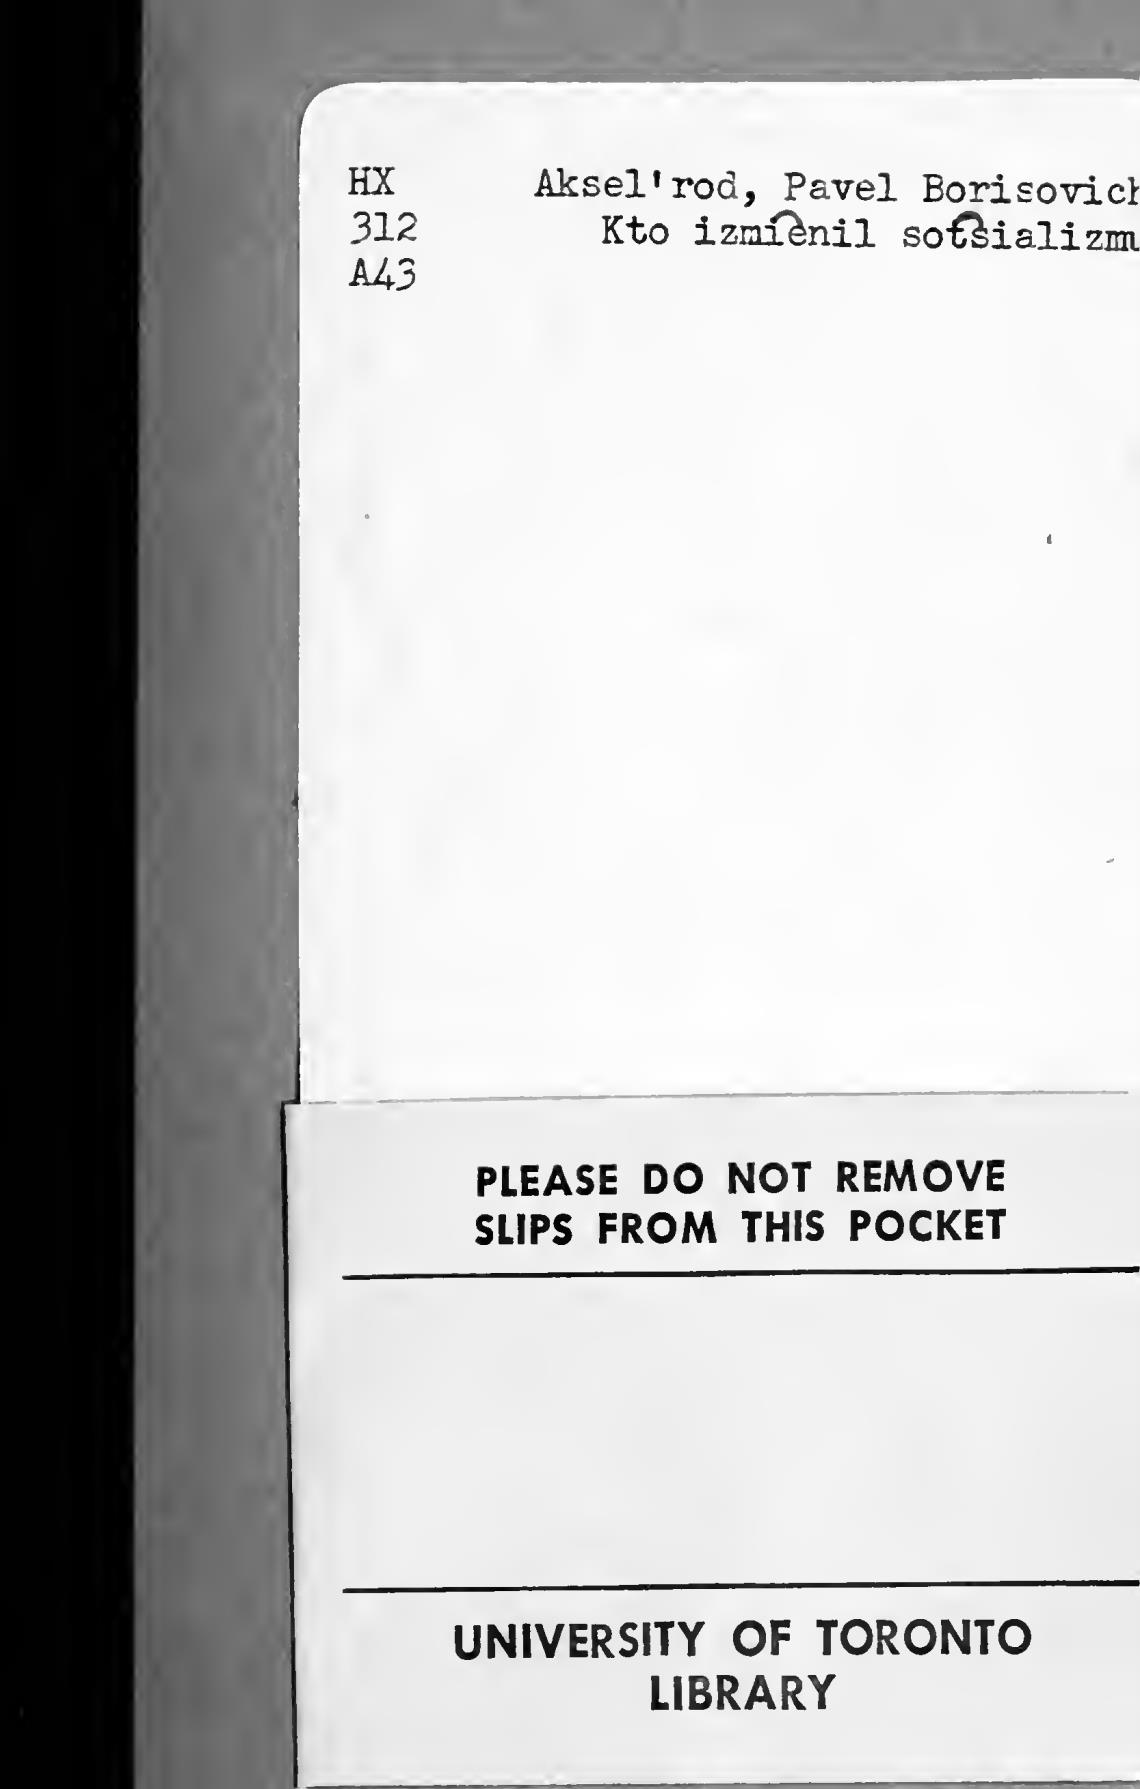 HX Aksel'rod, Pavel Borisovich
312 Kto izmi͡enil sot͡sializmu
A43
PLEASE DO NOT REMOVE
SLIPS FROM THIS POCKET
UNIVERSITY OF TORONTO
LIBRARY